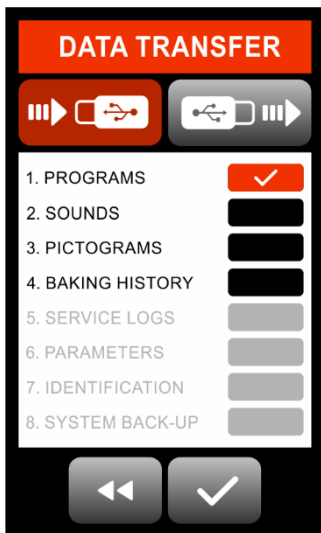 DATA TRANSFER
1. PROGRAMS
2. SOUNDS
3. PICTOGRAMS
4. BAKING HISTORY
5. SERVICE LOGS
6. PARAMETERS
7. IDENTIFICATION
8. SYSTEM BACK-UP